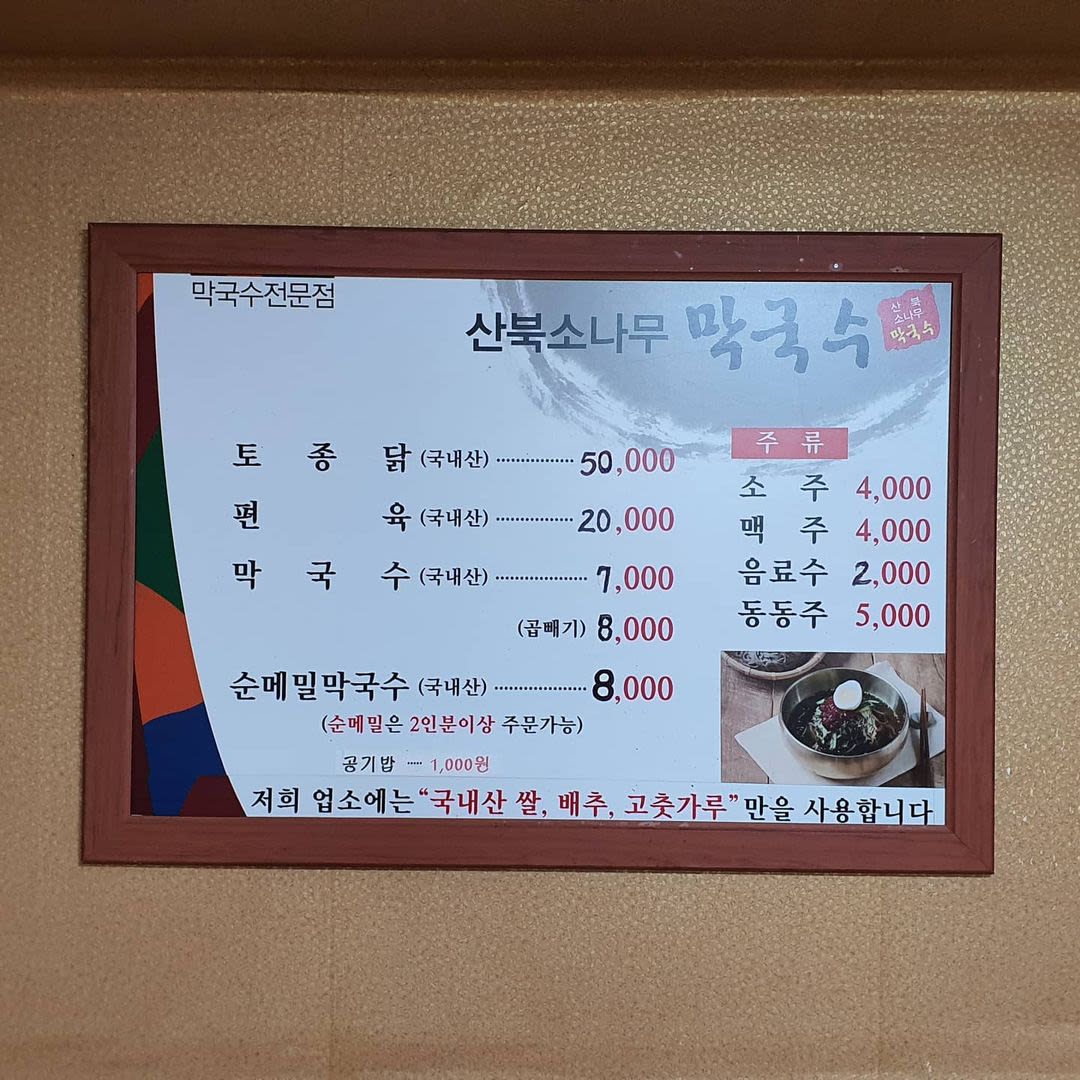 막국수전문점
산북소나무 막국수
산 북
소나무
막국수
토 종 닭 (국내산) ·············· 50,000
편 육 (국내산) ·············· 20,000
막 국 수 (국내산) ················· 7,000
(곱빼기) 8,000
순메밀막국수 (국내산) ················· 8,000
(순메밀은 2인분이상 주문가능)
공기밥 ····· 1,000원
주 류
소 주 4,000
맥 주 4,000
음료수 2,000
동동주 5,000
저희 업소에는 “국내산 쌀, 배추, 고춧가루” 만을 사용합니다